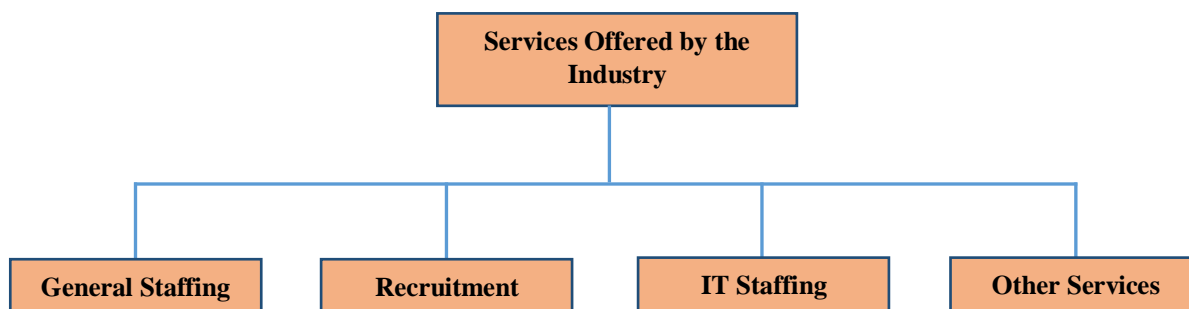 Services Offered by the
Industry
General Staffing
Recruitment
IT Staffing
Other Services